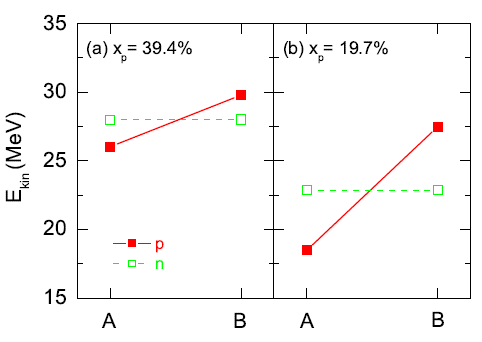 35
30
25
20
15
E_kin (MeV)
(a) x_p = 39.4%
(b) x_p = 19.7%
p
n
A
B
A
B